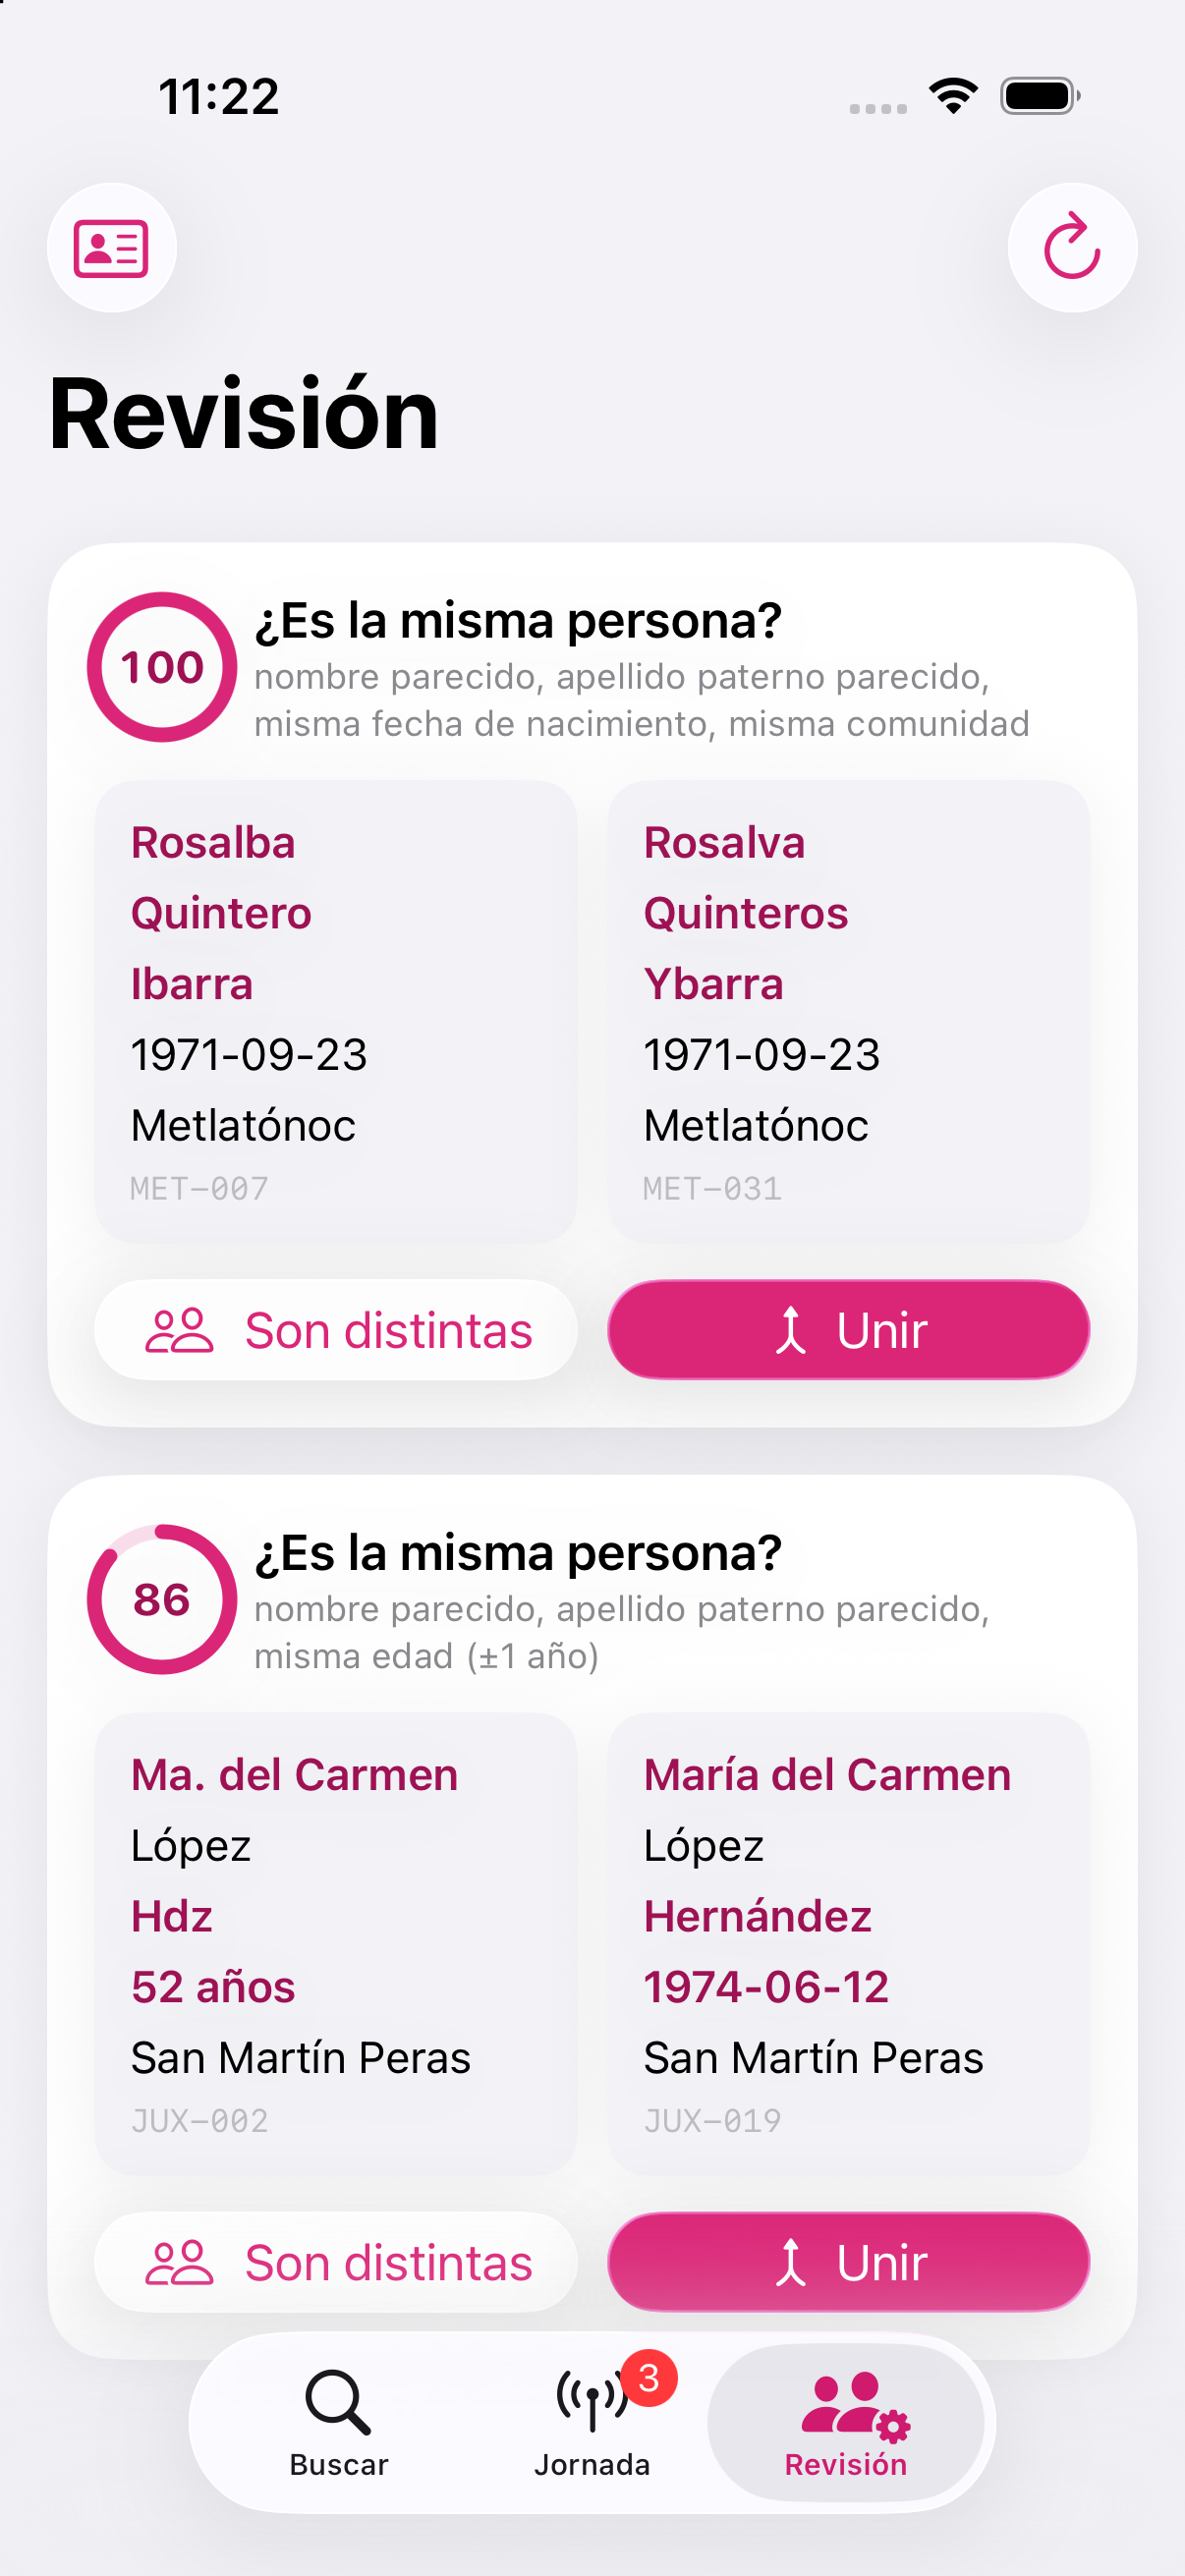 11:22
Revisión
100
¿Es la misma persona?
nombre parecido, apellido paterno parecido,
misma fecha de nacimiento, misma comunidad
Rosalba
Quintero
Ibarra
1971-09-23
Metlatónoc
MET-007
Rosalva
Quinteros
Ybarra
1971-09-23
Metlatónoc
MET-031
Son distintas
Unir
86
¿Es la misma persona?
nombre parecido, apellido paterno parecido,
misma edad (±1 año)
Ma. del Carmen
López
Hdz
52 años
San Martín Peras
JUX-002
María del Carmen
López
Hernández
1974-06-12
San Martín Peras
JUX-019
Son distintas
Unir
Buscar
3
Jornada
Revisión